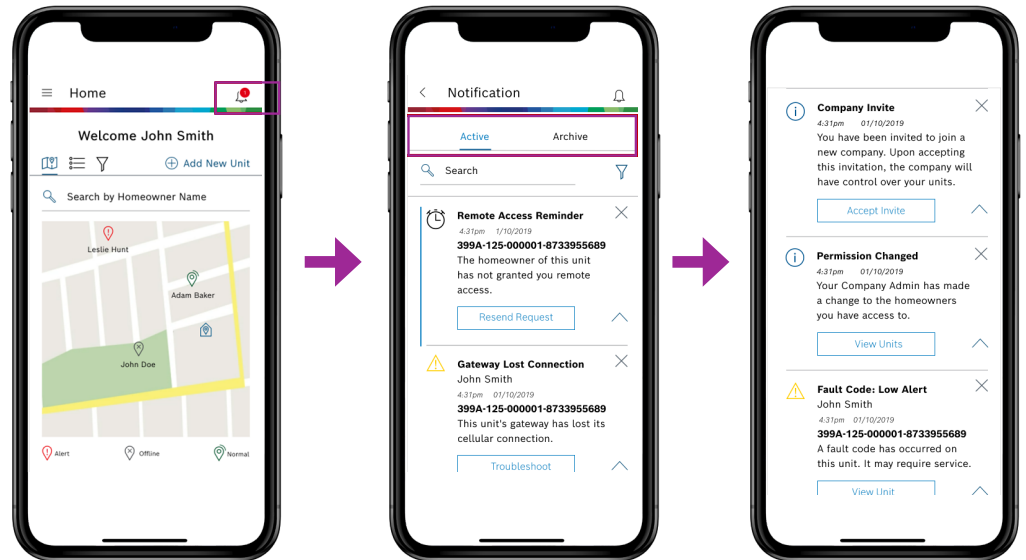 Home
1
Welcome John Smith
Add New Unit
Search by Homeowner Name
Leslie Hunt
Adam Baker
John Doe
Alert
Offline
Normal
Notification
Active
Archive
Search
Remote Access Reminder
4:31pm 1/10/2019
399A-125-000001-8733955689
The homeowner of this unit
has not granted you remote
access.
Resend Request
Gateway Lost Connection
John Smith
4:31pm 01/10/2019
399A-125-000001-8733955689
This unit's gateway has lost its
cellular connection.
Troubleshoot
Company Invite
4:31pm 01/10/2019
You have been invited to join a
new company. Upon accepting
this invitation, the company will
have control over your units.
Accept Invite
Permission Changed
4:31pm 01/10/2019
Your Company Admin has made
a change to the homeowners
you have access to.
View Units
Fault Code: Low Alert
John Smith
4:31pm 01/10/2019
399A-125-000001-8733955689
A fault code has occurred on
this unit. It may require service.
View Unit